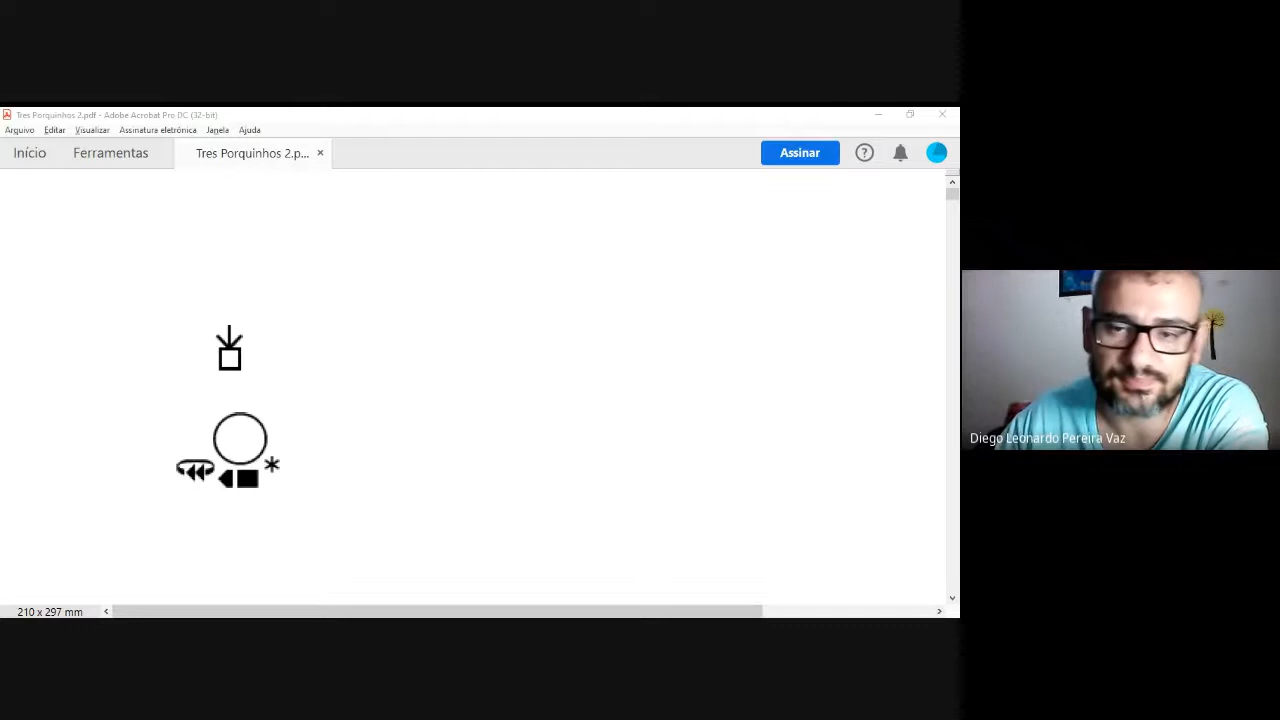 Tres Porquinhos 2.pdf - Adobe Acrobat Pro DC (32-bit)
Arquivo Editar Visualizar Assinatura eletrônica Janela Ajuda
Início Ferramentas Tres Porquinhos 2.p... × Assinar ?
Diego Leonardo Pereira Vaz
210 x 297 mm